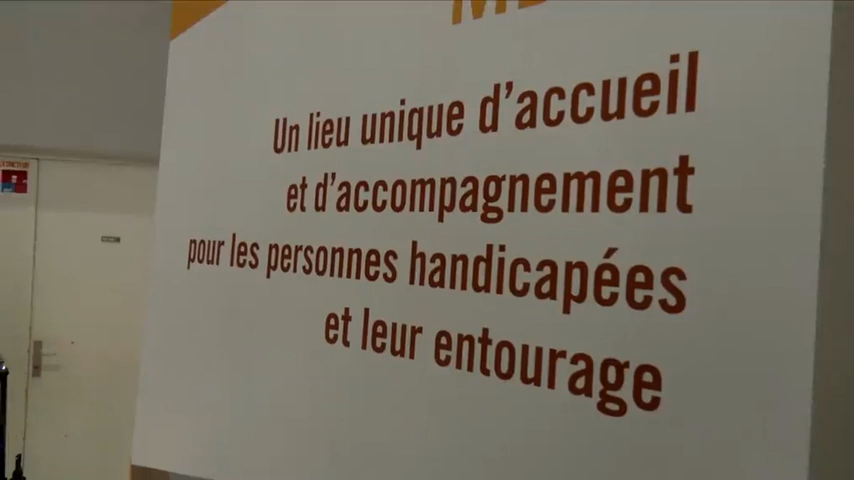 Un lieu unique d'accueil
et d'accompagnement
pour les personnes handicapées
et leur entourage